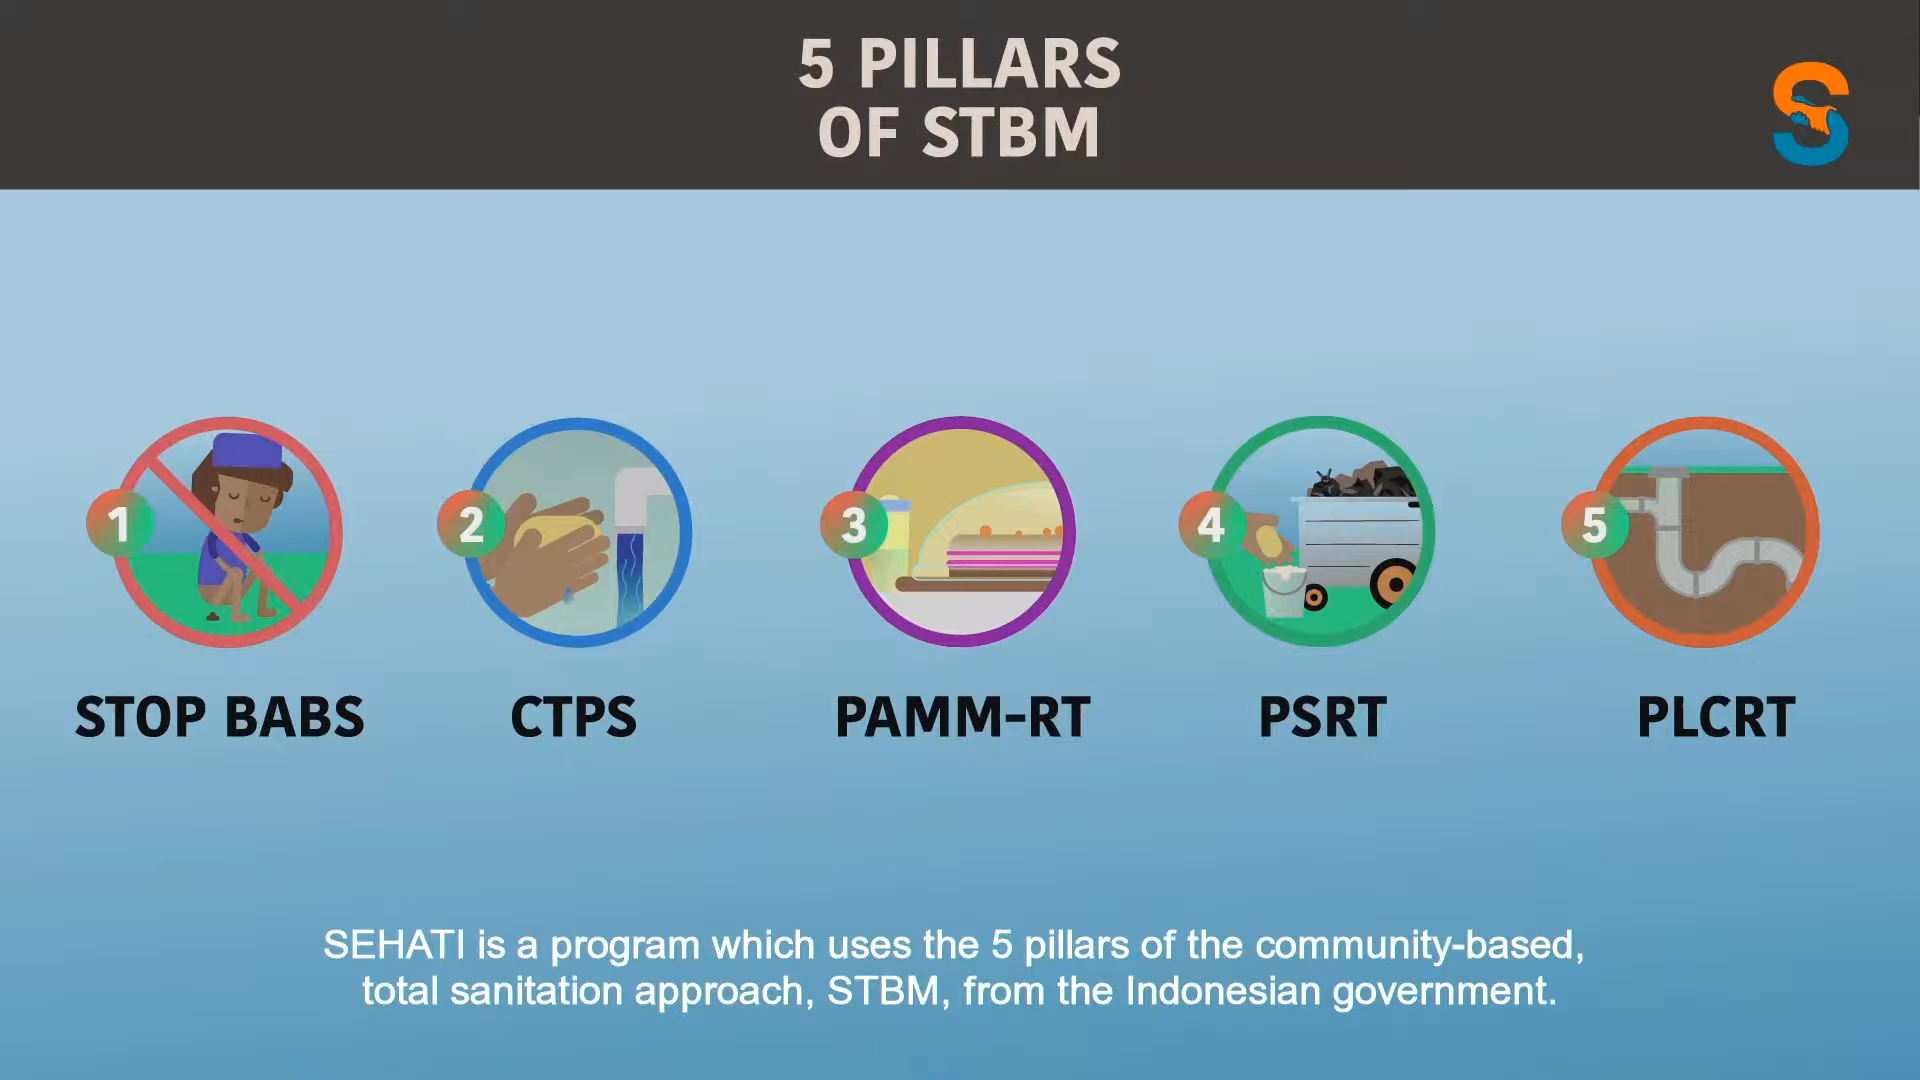 5 PILLARS
OF STBM
1
2
3
4
5
STOP BABS
CTPS
PAMM-RT
PSRT
PLCRT
SEHATI is a program which uses the 5 pillars of the community-based,
total sanitation approach, STBM, from the Indonesian government.